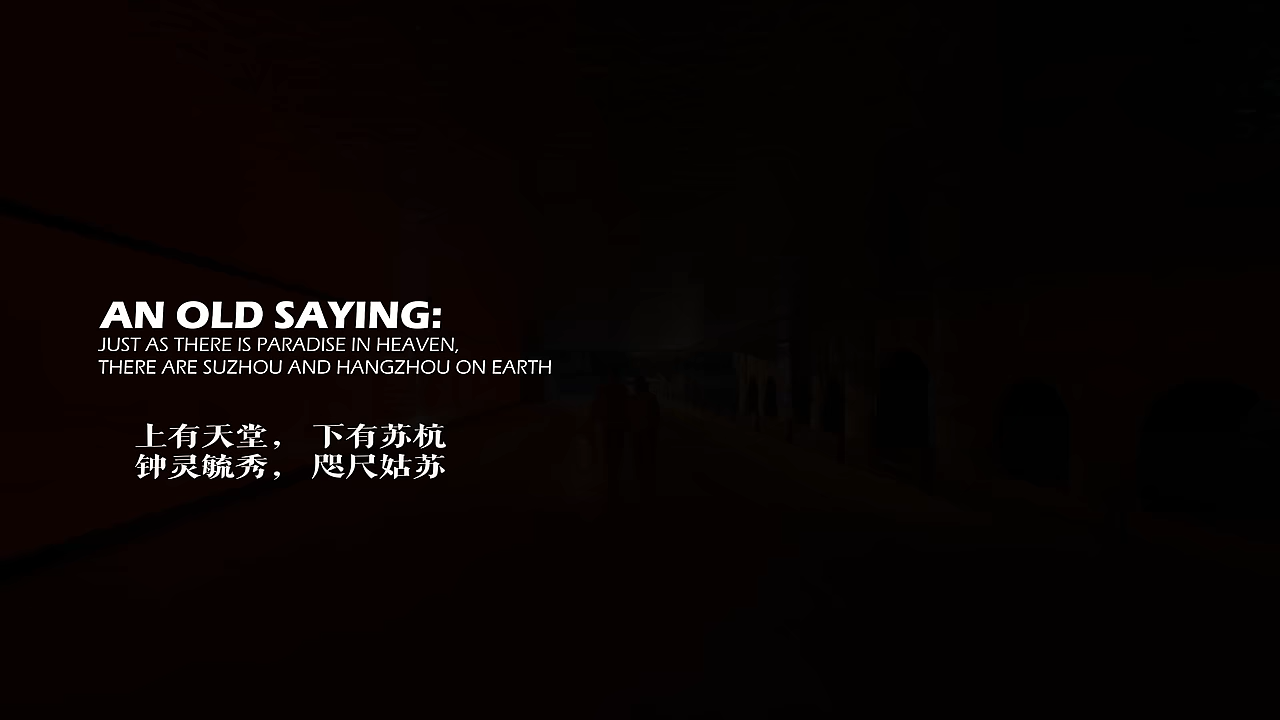 AN OLD SAYING:
JUST AS THERE IS PARADISE IN HEAVEN,
THERE ARE SUZHOU AND HANGZHOU ON EARTH
上有天堂， 下有苏杭
钟灵毓秀， 咫尺姑苏